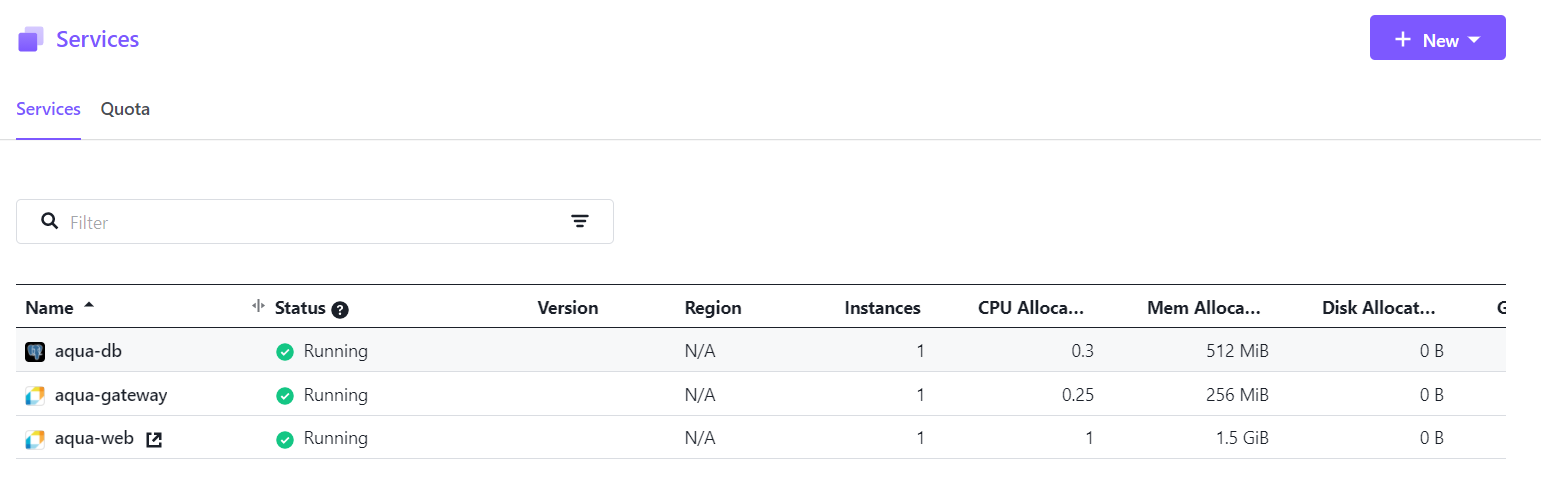 Services
+ New
Services Quota
Filter
Name Status ? Version Region Instances CPU Alloca... Mem Alloca... Disk Allocat...
aqua-db Running N/A 1 0.3 512 MiB 0 B
aqua-gateway Running N/A 1 0.25 256 MiB 0 B
aqua-web Running N/A 1 1 1.5 GiB 0 B